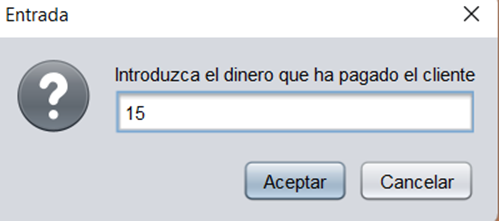 Entrada
Introduzca el dinero que ha pagado el cliente
15
Aceptar Cancelar